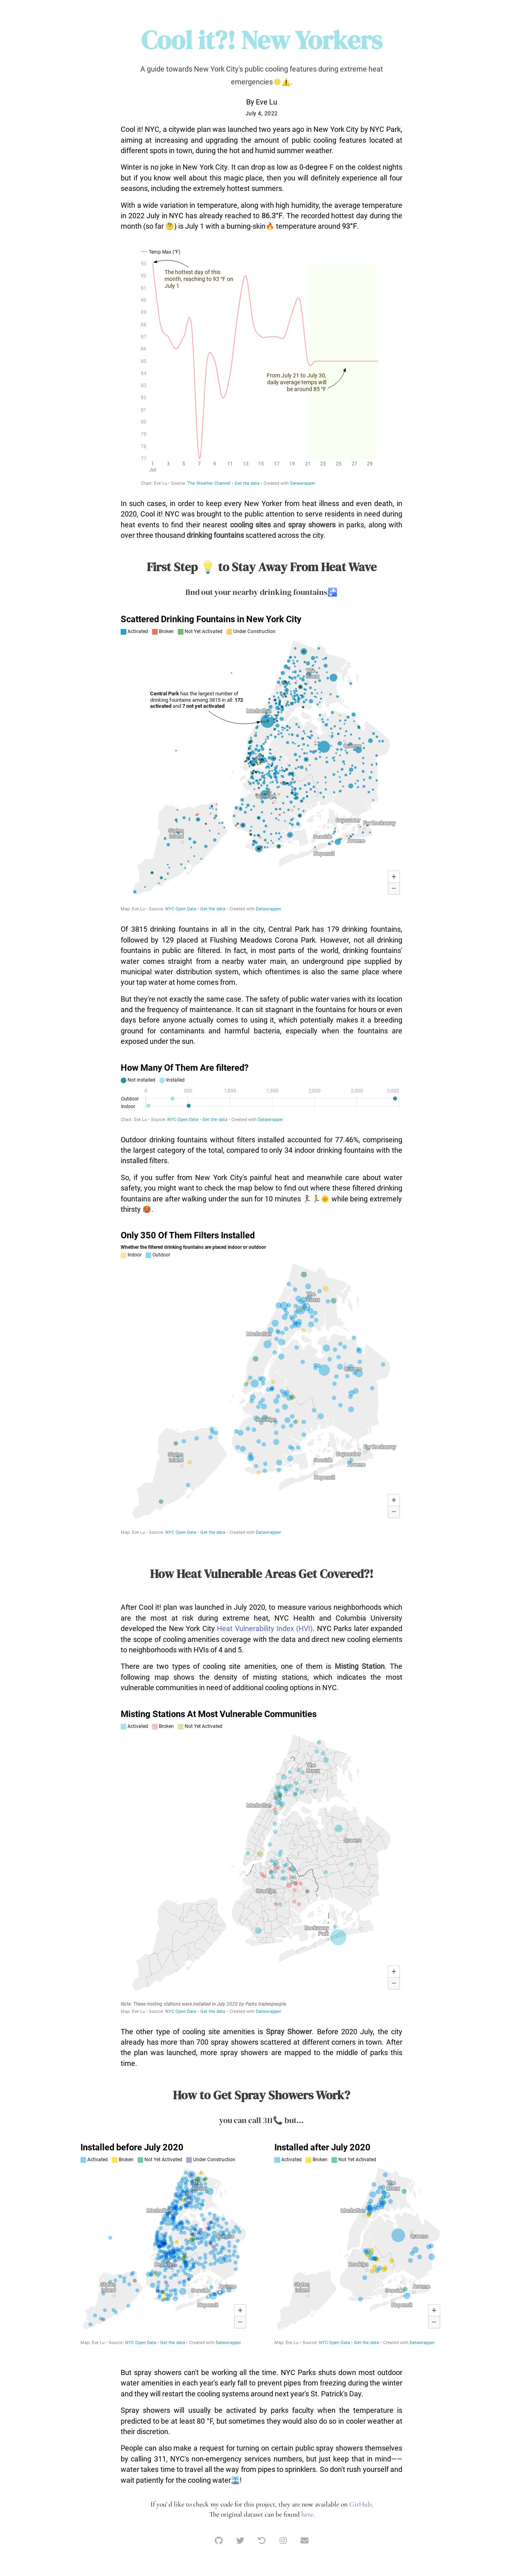 Cool it?! New Yorkers
A guide towards New York City's public cooling features during extreme heat
emergencies☀️⚠️.
By Eve Lu
July 4, 2022
Cool it! NYC, a citywide plan was launched two years ago in New York City by NYC Park,
aiming at increasing and upgrading the amount of public cooling features located at
different spots in town, during the hot and humid summer weather.
Winter is no joke in New York City. It can drop as low as 0-degree F on the coldest nights
but if you know well about this magic place, then you will definitely experience all four
seasons, including the extremely hottest summers.
With a wide variation in temperature, along with high humidity, the average temperature
in 2022 July in NYC has already reached to 86.3°F. The recorded hottest day during the
month (so far 🤔) is July 1 with a burning-skin🔥 temperature around 93°F.
Temp Max (°F)
93
92
91
90
89
88
87
86
85
84
83
82
81
80
79
78
77
The hottest day of this
month, reaching to 93 °F on
July 1
From July 21 to July 30,
daily average temps will
be around 85 °F
1 3 5 7 9 11 13 15 17 19 21 23 25 27 29
Jul
Chart: Eve Lu • Source: The Weather Channel • Get the data • Created with Datawrapper
In such cases, in order to keep every New Yorker from heat illness and even death, in
2020, Cool it! NYC was brought to the public attention to serve residents in need during
heat events to find their nearest cooling sites and spray showers in parks, along with
over three thousand drinking fountains scattered across the city.
First Step 💡 to Stay Away From Heat Wave
find out your nearby drinking fountains🚰
Scattered Drinking Fountains in New York City
Activated Broken Not Yet Activated Under Construction
Central Park has the largest number of
drinking fountains among 3815 in all: 172
activated and 7 not yet activated
The
Bronx
Manhattan
Queens
Brooklyn
Staten
Island
Bayswater
Far Rockaway
Seaside
Arverne
Neponsit
+
−
Map: Eve Lu • Source: NYC Open Data • Get the data • Created with Datawrapper
Of 3815 drinking fountains in all in the city, Central Park has 179 drinking fountains,
followed by 129 placed at Flushing Meadows Corona Park. However, not all drinking
fountains in public are filtered. In fact, in most parts of the world, drinking fountains'
water comes straight from a nearby water main, an underground pipe supplied by
municipal water distribution system, which oftentimes is also the same place where
your tap water at home comes from.
But they're not exactly the same case. The safety of public water varies with its location
and the frequency of maintenance. It can sit stagnant in the fountains for hours or even
days before anyone actually comes to using it, which potentially makes it a breeding
ground for contaminants and harmful bacteria, especially when the fountains are
exposed under the sun.
How Many Of Them Are filtered?
Not installed Installed
0 500 1,000 1,500 2,000 2,500 3,000
Outdoor
Indoor
Chart: Eve Lu • Source: NYC Open Data • Get the data • Created with Datawrapper
Outdoor drinking fountains without filters installed accounted for 77.46%, comprising
the largest category of the total, compared to only 34 indoor drinking fountains with the
installed filters.
So, if you suffer from New York City's painful heat and meanwhile care about water
safety, you might want to check the map below to find out where these filtered drinking
fountains are after walking under the sun for 10 minutes 🚶‍♀️🏃🌞 while being extremely
thirsty 🥵.
Only 350 Of Them Filters Installed
Whether the filtered drinking fountains are placed indoor or outdoor
Indoor Outdoor
The
Bronx
Manhattan
Queens
Brooklyn
Staten
Island
Far Rockaway
Bayswater
Seaside
Arverne
Neponsit
+
−
Map: Eve Lu • Source: NYC Open Data • Get the data • Created with Datawrapper
How Heat Vulnerable Areas Get Covered?!
After Cool it! plan was launched in July 2020, to measure various neighborhoods which
are the most at risk during extreme heat, NYC Health and Columbia University
developed the New York City Heat Vulnerability Index (HVI). NYC Parks later expanded
the scope of cooling amenities coverage with the data and direct new cooling elements
to neighborhoods with HVIs of 4 and 5.
There are two types of cooling site amenities, one of them is Misting Station. The
following map shows the density of misting stations, which indicates the most
vulnerable communities in need of additional cooling options in NYC.
Misting Stations At Most Vulnerable Communities
Activated Broken Not Yet Activated
The
Bronx
Manhattan
Queens
Brooklyn
Rockaway
Park
+
−
Note: These misting stations were installed in July 2020 by Parks tradespeople.
Map: Eve Lu • Source: NYC Open Data • Get the data • Created with Datawrapper
The other type of cooling site amenities is Spray Shower. Before 2020 July, the city
already has more than 700 spray showers scattered at different corners in town. After
the plan was launched, more spray showers are mapped to the middle of parks this
time.
How to Get Spray Showers Work?
you can call 311📞 but...
Installed before July 2020
Activated Broken Not Yet Activated Under Construction
The
Bronx
Manhattan
Queens
Brooklyn
Staten
Island
Seaside
Arverne
Neponsit
+
−
Map: Eve Lu • Source: NYC Open Data • Get the data • Created with Datawrapper
Installed after July 2020
Activated Broken Not Yet Activated
The
Bronx
Manhattan
Queens
Brooklyn
Staten
Island
Seaside
Arverne
Neponsit
+
−
Map: Eve Lu • Source: NYC Open Data • Get the data • Created with Datawrapper
But spray showers can't be working all the time. NYC Parks shuts down most outdoor
water amenities in each year's early fall to prevent pipes from freezing during the winter
and they will restart the cooling systems around next year's St. Patrick's Day.
Spray showers will usually be activated by parks faculty when the temperature is
predicted to be at least 80 °F, but sometimes they would also do so in cooler weather at
their discretion.
People can also make a request for turning on certain public spray showers themselves
by calling 311, NYC's non-emergency services numbers, but just keep that in mind——
water takes time to travel all the way from pipes to sprinklers. So don't rush yourself and
wait patiently for the cooling water⛲!
If you'd like to check my code for this project, they are now available on GitHub.
The original dataset can be found here.